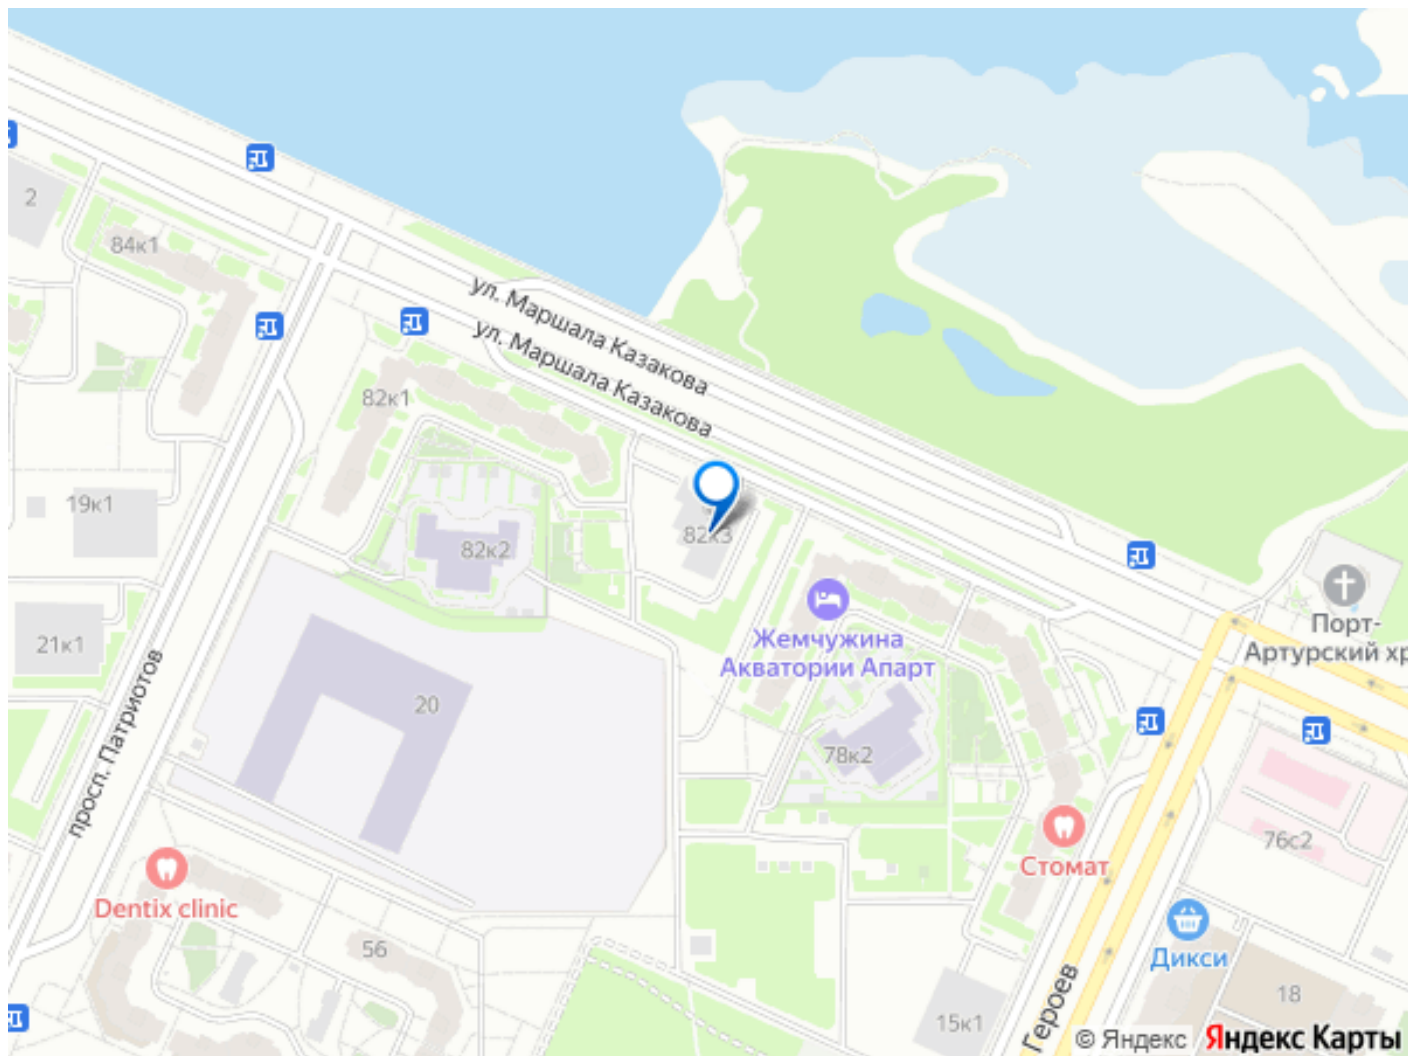 2
84к1
ул. Маршала Казакова
ул. Маршала Казакова
82к1
19к1
82к2
82к3
21к1
Жемчужина
Акватории Апарт
Порт-
Артурский хр
просп. Патриотов
20
78к2
76с2
Стомат
Dentix clinic
56
Дикси
18
15к1
Героев
© Яндекс
Яндекс Карты